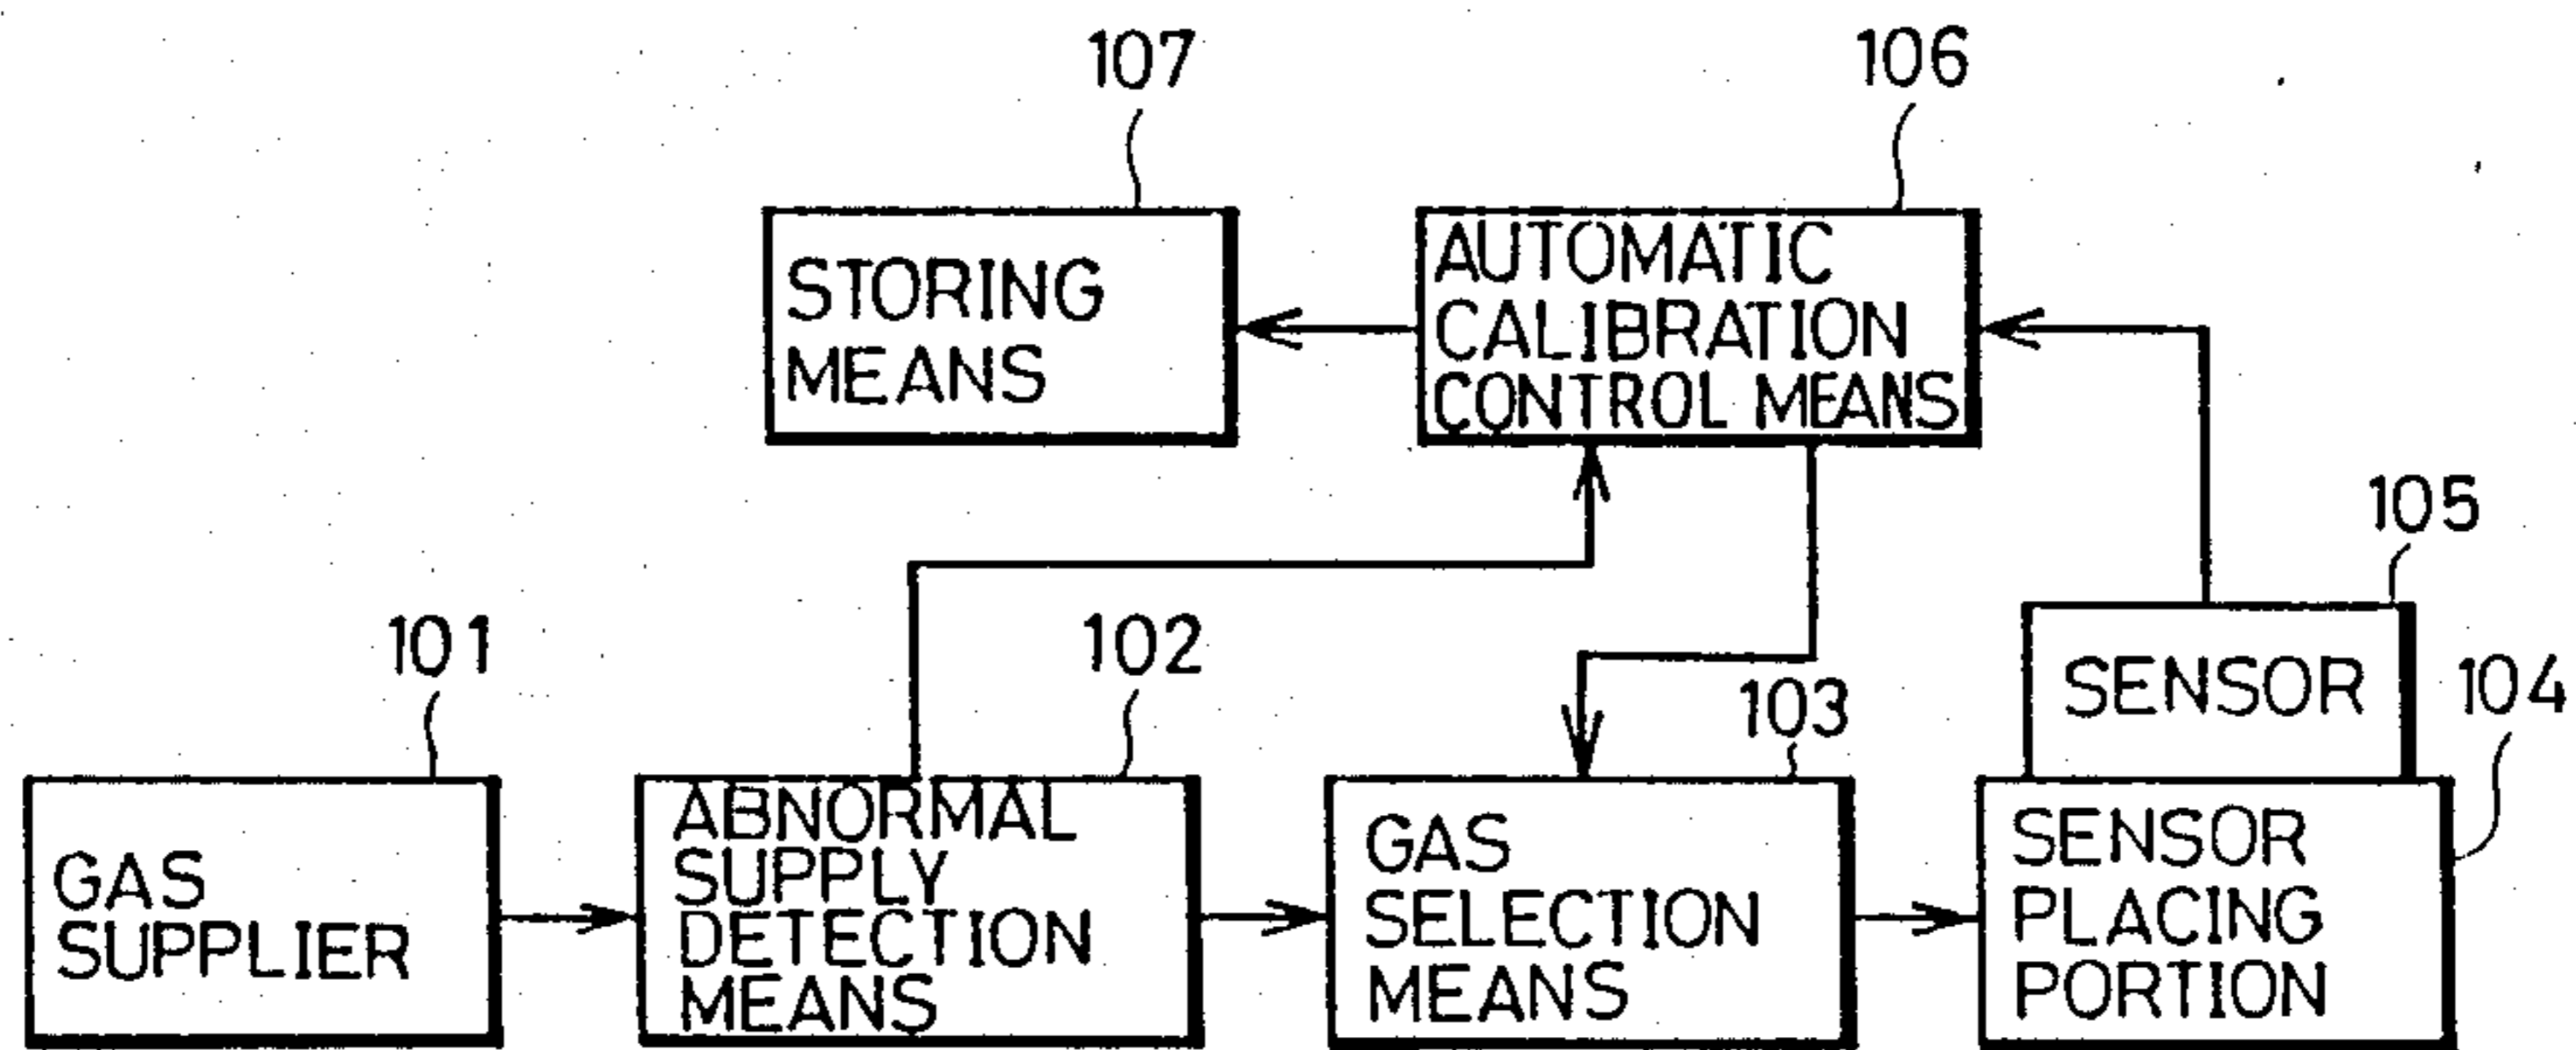 107
106
STORING
MEANS
AUTOMATIC
CALIBRATION
CONTROL MEANS
105
101
102
103
SENSOR
104
GAS
SUPPLIER
ABNORMAL
SUPPLY
DETECTION
MEANS
GAS
SELECTION
MEANS
SENSOR
PLACING
PORTION